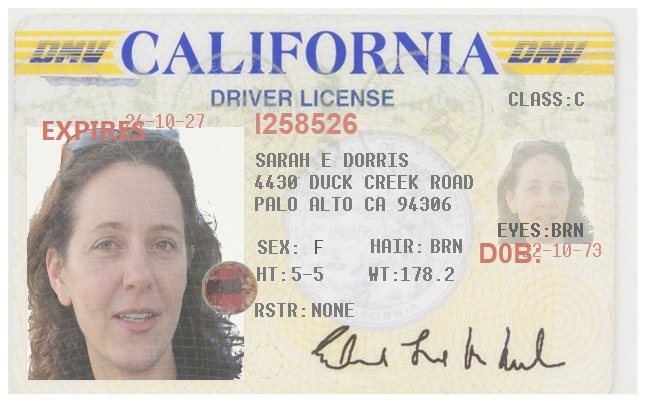 DMV CALIFORNIA DMV
DRIVER LICENSE
CLASS:C
EXPIRES 26-10-27
I258526
SARAH E DORRIS
4430 DUCK CREEK ROAD
PALO ALTO CA 94306
EYES:BRN
SEX: F HAIR: BRN
DOB: 2-10-73
HT:5-5 WT:178.2
RSTR: NONE